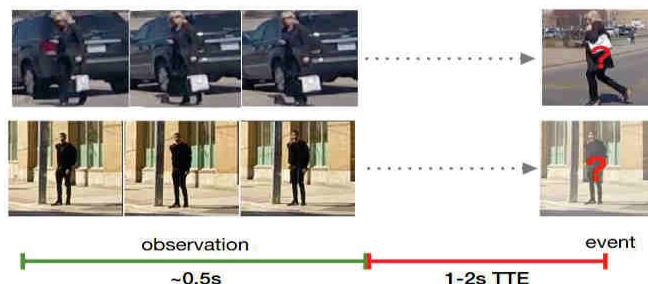 ?
?
observation
event
~0.5s
1-2s TTE